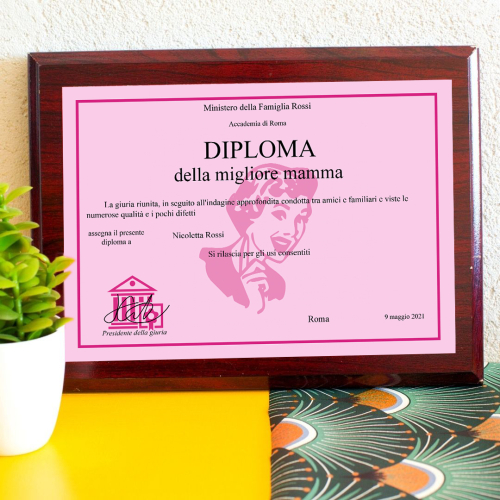 Ministero della Famiglia Rossi
Accademia di Roma
DIPLOMA
della migliore mamma
La giuria riunita, in seguito all'indagine approfondita condotta tra amici e familiari e viste le
numerose qualità e i pochi difetti
assegna il presente
diploma a
Nicoletta Rossi
Si rilascia per gli usi consentiti
Presidente della giuria
Roma
9 maggio 2021